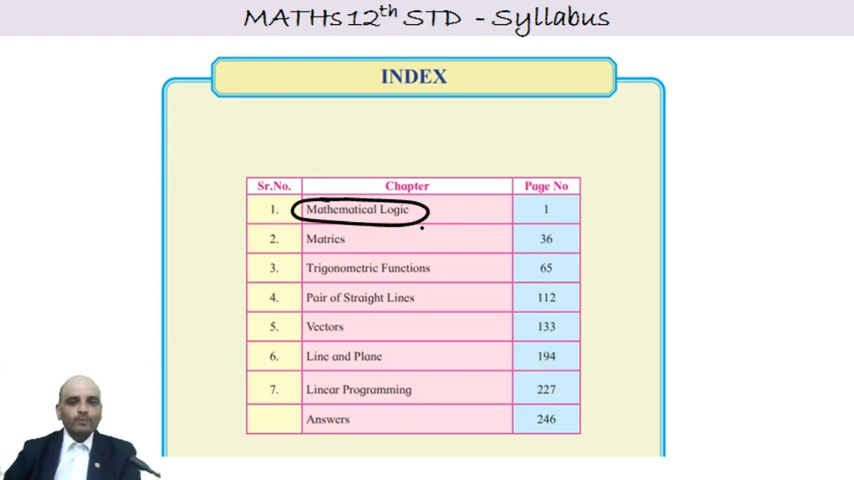 MATHs 12th STD - Syllabus
INDEX
Sr.No. Chapter Page No
1. Mathematical Logic 1
2. Matrics 36
3. Trigonometric Functions 65
4. Pair of Straight Lines 112
5. Vectors 133
6. Line and Plane 194
7. Linear Programming 227
Answers 246